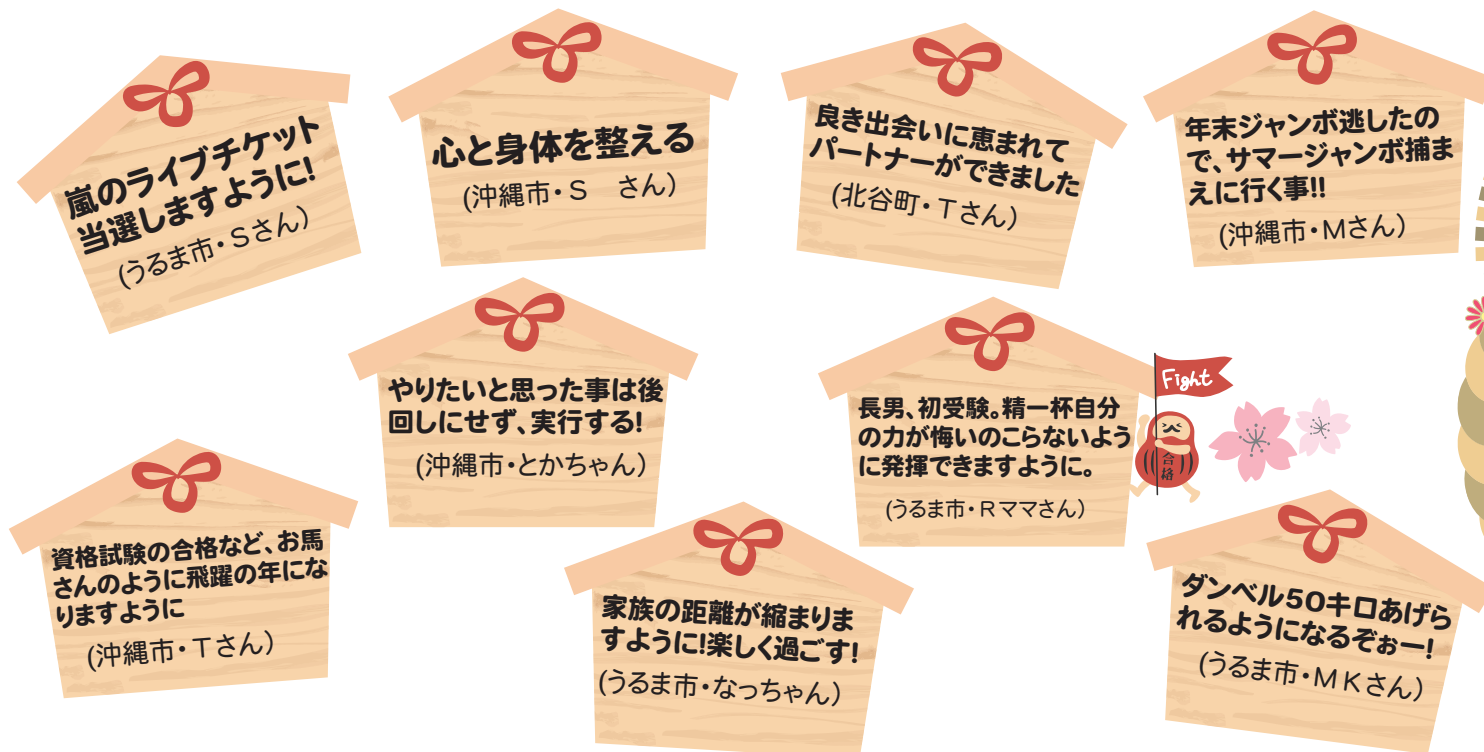 嵐のライブチケット
当選しますように!
(うるま市・Sさん)
心と身体を整える
(沖縄市・S　さん)
良き出会いに恵まれて
パートナーができました
(北谷町・Tさん)
年末ジャンボ逃したの
で、サマージャンボ捕ま
えに行く事!!
(沖縄市・Mさん)
やりたいと思った事は後
回しにせず、実行する!
(沖縄市・とかちゃん)
長男、初受験。精一杯自分
の力が悔いのこらないよう
に発揮できますように。
(うるま市・Rママさん)
Fight
合格
資格試験の合格など、お馬
さんのように飛躍の年にな
りますように
(沖縄市・Tさん)
家族の距離が縮まりま
すように!楽しく過ごす!
(うるま市・なっちゃん)
ダンベル50キロあげら
れるようになるぞぉー!
(うるま市・MKさん)